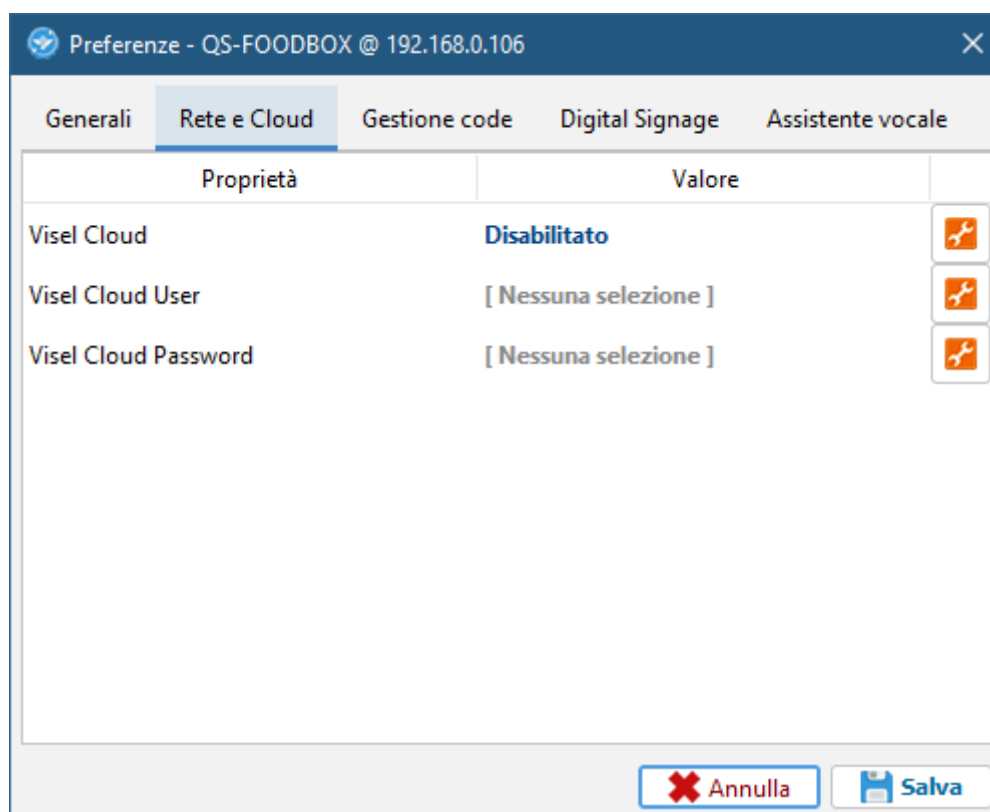 Preferenze - QS-FOODBOX @ 192.168.0.106
Generali Rete e Cloud Gestione code Digital Signage Assistente vocale
Proprietà Valore
Visel Cloud Disabilitato
Visel Cloud User [ Nessuna selezione ]
Visel Cloud Password [ Nessuna selezione ]
Annulla Salva